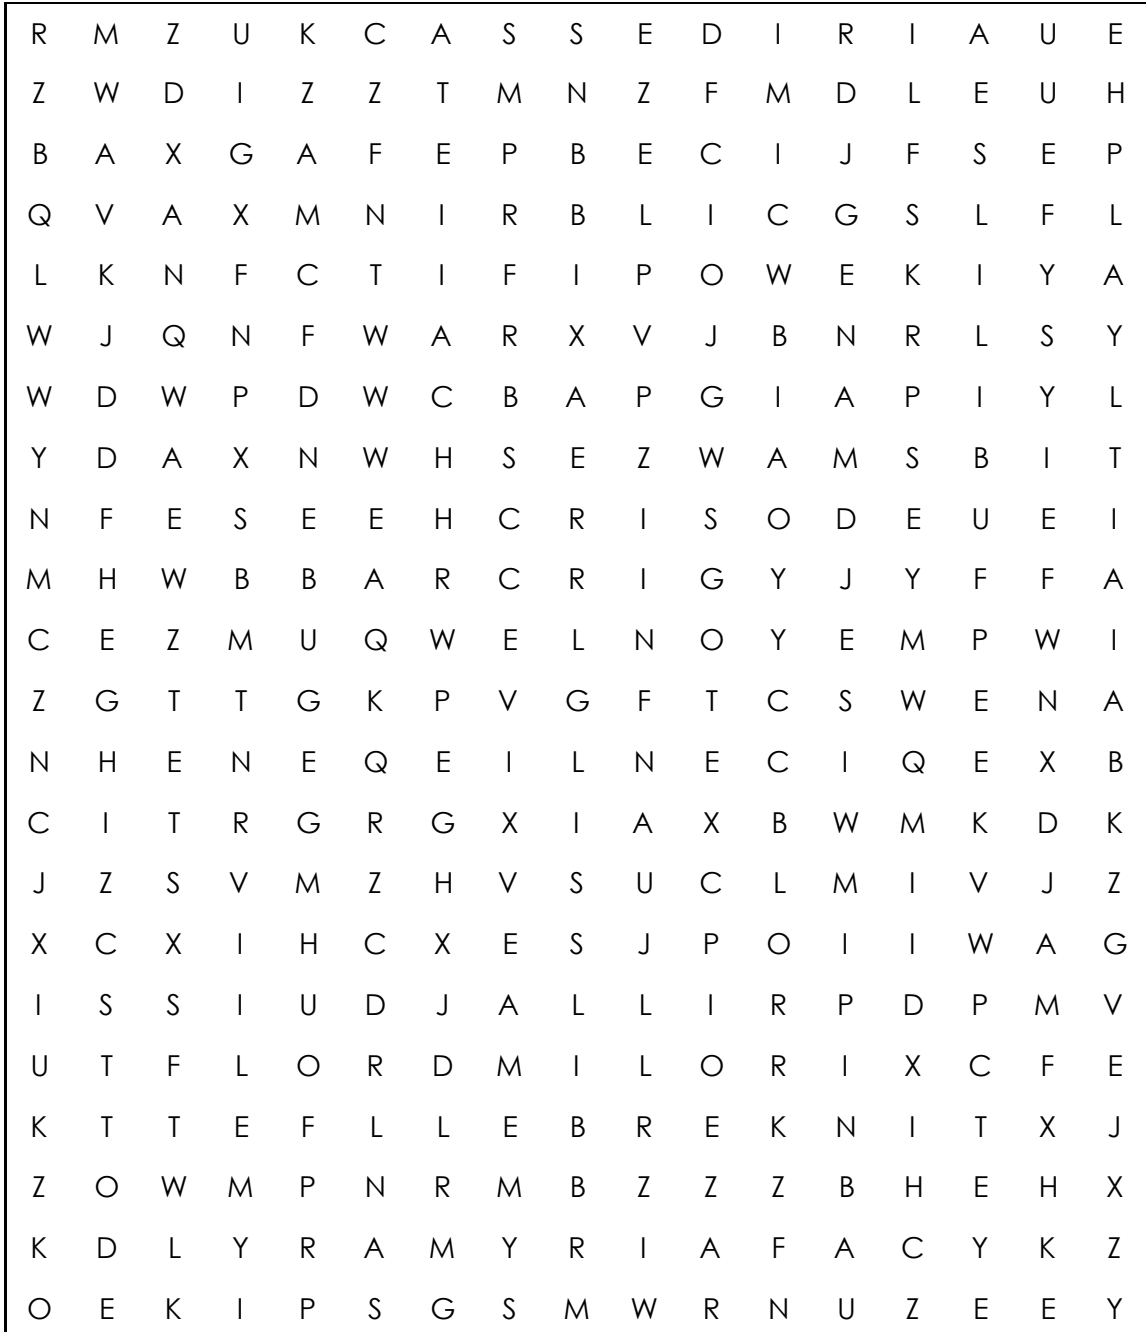 R M Z U K C A S S E D I R I A U E
Z W D I Z Z T M N Z F M D L E U H
B A X G A F E P B E C I J F S E P
Q V A X M N I R B L I C G S L F L
L K N F C T I F I P O W E K I Y A
W J Q N F W A R X V J B N R L S Y
W D W P D W C B A P G I A P I Y L
Y D A X N W H S E Z W A M S B I T
N F E S E E H C R I S O D E U E I
M H W B B A R C R I G Y J Y F F A
C E Z M U Q W E L N O Y E M P W I
Z G T T G K P V G F T C S W E N A
N H E N E Q E I L N E C I Q E X B
C I T R G R G X I A X B W M K D K
J Z S V M Z H V S U C L M I V J Z
X C X I H C X E S J P O I I W A G
I S S I U D J A L L I R P D P M V
U T F L O R D M I L O R I X C F E
K T T E F L L E B R E K N I T X J
Z O W M P N R M B Z Z Z B H E H X
K D L Y R A M Y R I A F A C Y K Z
O E K I P S G S M W R N U Z E E Y